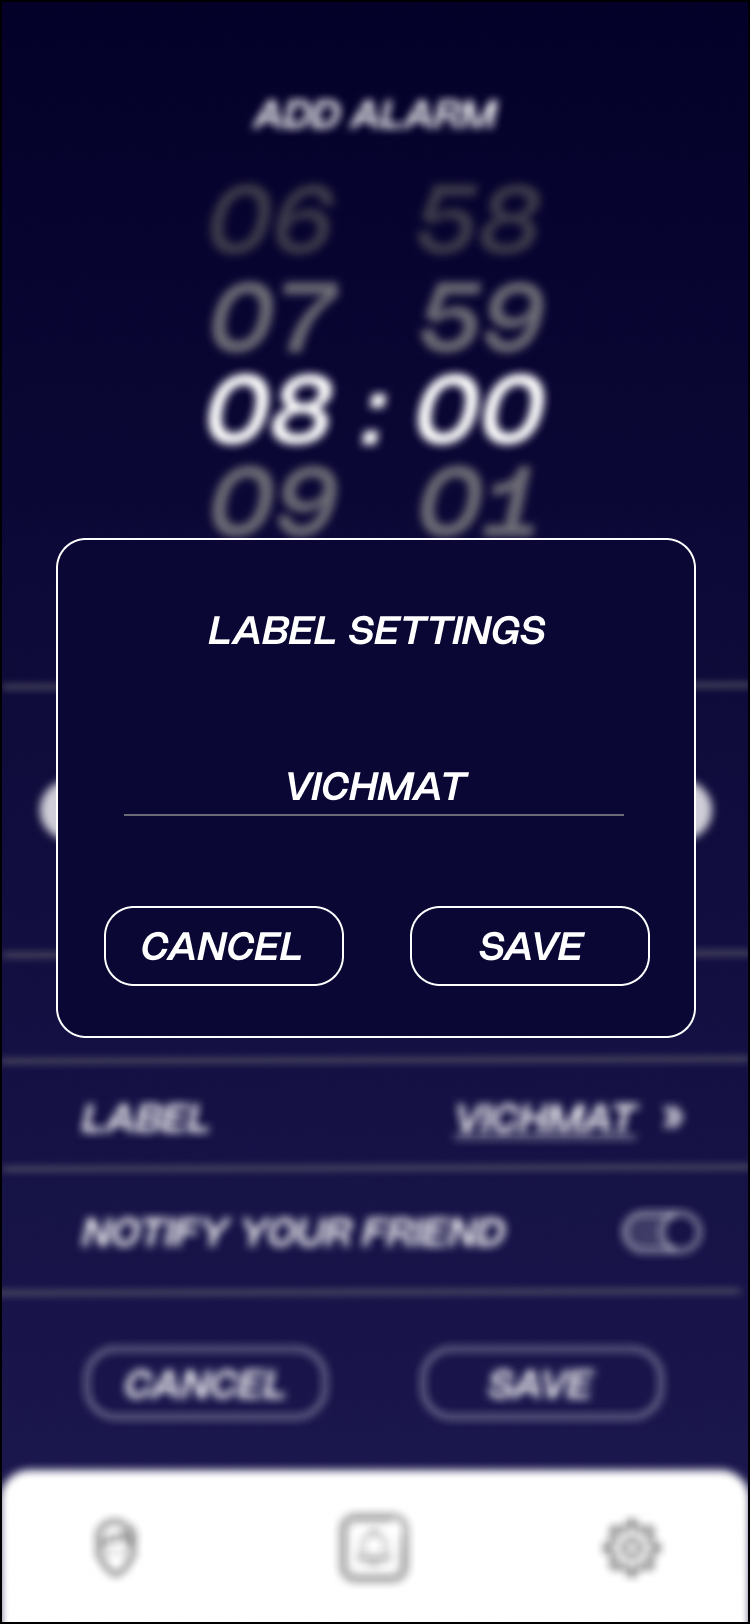 ADD ALARM
06 58
07 59
08 : 00
09 01
LABEL SETTINGS
VICHMAT
CANCEL SAVE
LABEL VICHMAT »
NOTIFY YOUR FRIEND
CANCEL SAVE